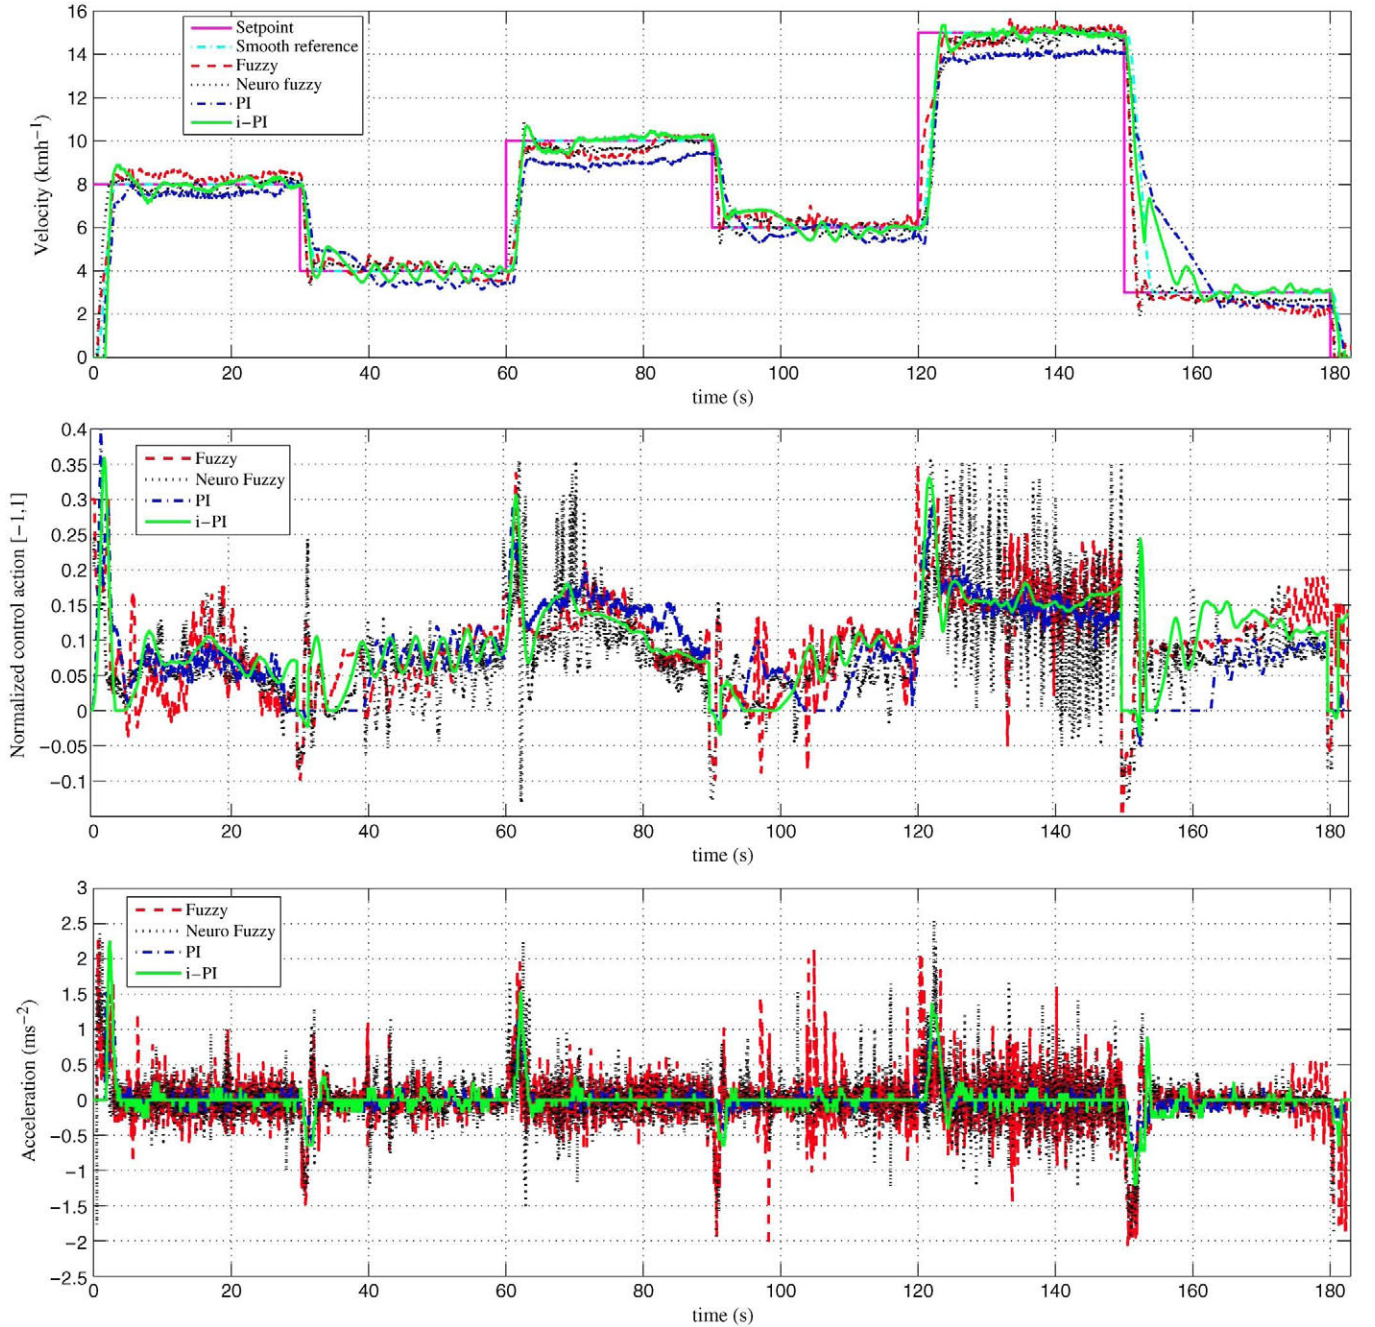 16
14
12
10
8
6
4
2
0
Velocity (kmh−1)
Setpoint
Smooth reference
Fuzzy
Neuro fuzzy
PI
i−PI
0 20 40 60 80 100 120 140 160 180
time (s)
0.4
0.35
0.3
0.25
0.2
0.15
0.1
0.05
0
−0.05
−0.1
Normalized control action [−1,1]
Fuzzy
Neuro Fuzzy
PI
i−PI
0 20 40 60 80 100 120 140 160 180
time (s)
3
2.5
2
1.5
1
0.5
0
−0.5
−1
−1.5
−2
−2.5
Acceleration (ms−2)
Fuzzy
Neuro Fuzzy
PI
i−PI
0 20 40 60 80 100 120 140 160 180
time (s)